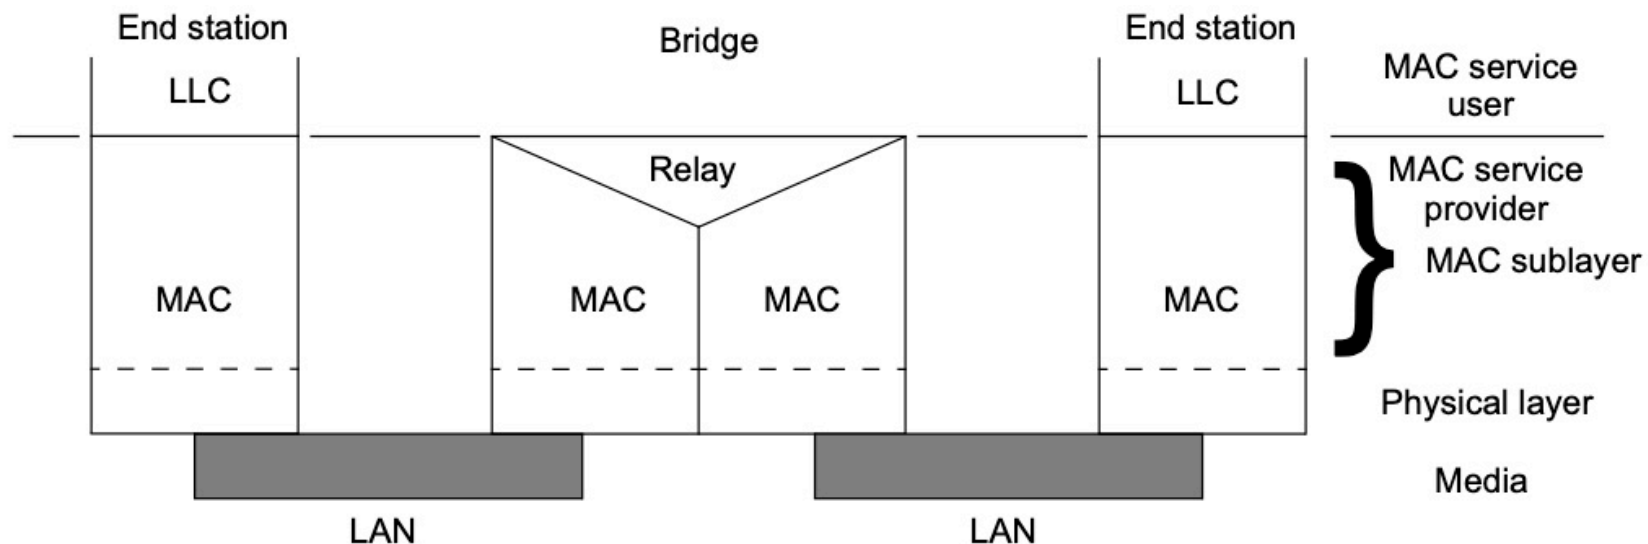 End station
Bridge
End station
LLC
LLC
MAC service
user
Relay
MAC service
provider
MAC sublayer
MAC
MAC
MAC
MAC
Physical layer
Media
LAN
LAN